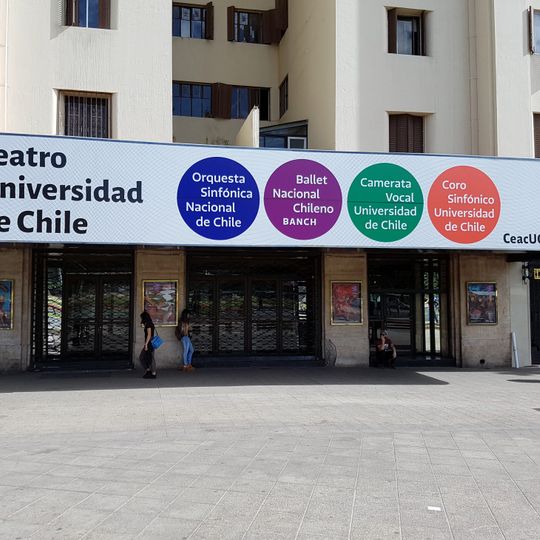 eatro
niversidad
e Chile
Orquesta
Sinfónica
Nacional
de Chile
Ballet
Nacional
Chileno
BANCH
Camerata
Vocal
Universidad
de Chile
Coro
Sinfónico
Universidad
de Chile
CeacUC